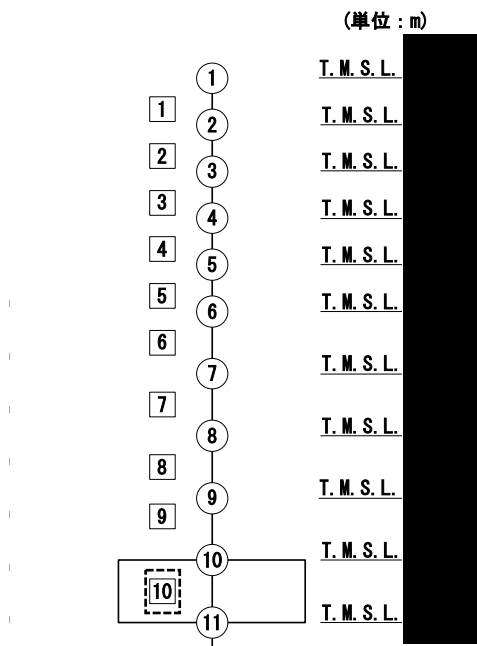 (単位:m)
① T.M.S.L.
1
② T.M.S.L.
2
③ T.M.S.L.
3
④ T.M.S.L.
4
⑤ T.M.S.L.
5
⑥ T.M.S.L.
6
⑦ T.M.S.L.
7
⑧ T.M.S.L.
8
⑨ T.M.S.L.
9
⑩ T.M.S.L.
10
⑪ T.M.S.L.